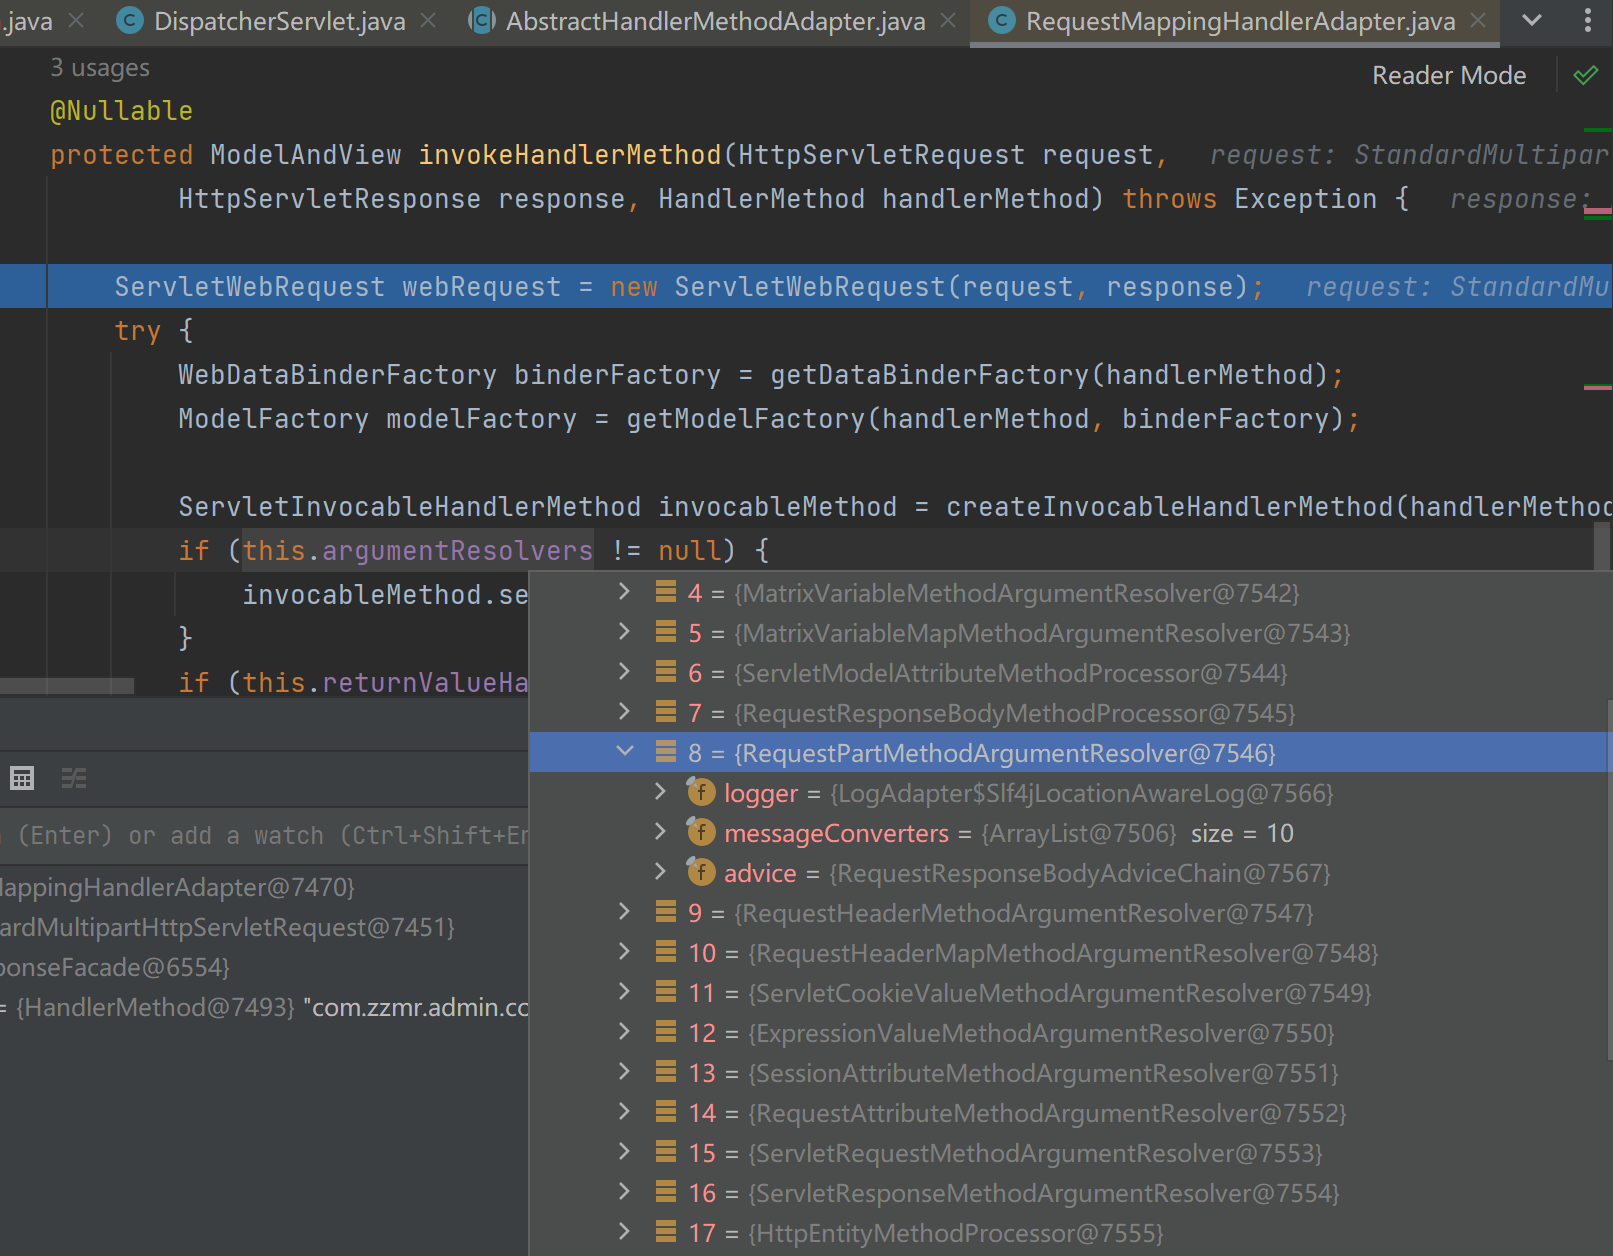 .java
DispatcherServlet.java
AbstractHandlerMethodAdapter.java
RequestMappingHandlerAdapter.java
3 usages
Reader Mode
@Nullable
protected ModelAndView invokeHandlerMethod(HttpServletRequest request, request: StandardMultipar
HttpServletResponse response, HandlerMethod handlerMethod) throws Exception { response:
ServletWebRequest webRequest = new ServletWebRequest(request, response); request: StandardMu
try {
WebDataBinderFactory binderFactory = getDataBinderFactory(handlerMethod);
ModelFactory modelFactory = getModelFactory(handlerMethod, binderFactory);
ServletInvocableHandlerMethod invocableMethod = createInvocableHandlerMethod(handlerMethod
if (this.argumentResolvers != null) {
invocableMethod.se
}
if (this.returnValueHa
4 = {MatrixVariableMethodArgumentResolver@7542}
5 = {MatrixVariableMapMethodArgumentResolver@7543}
6 = {ServletModelAttributeMethodProcessor@7544}
7 = {RequestResponseBodyMethodProcessor@7545}
8 = {RequestPartMethodArgumentResolver@7546}
logger = {LogAdapter$Slf4jLocationAwareLog@7566}
messageConverters = {ArrayList@7506} size = 10
advice = {RequestResponseBodyAdviceChain@7567}
9 = {RequestHeaderMethodArgumentResolver@7547}
10 = {RequestHeaderMapMethodArgumentResolver@7548}
11 = {ServletCookieValueMethodArgumentResolver@7549}
12 = {ExpressionValueMethodArgumentResolver@7550}
13 = {SessionAttributeMethodArgumentResolver@7551}
14 = {RequestAttributeMethodArgumentResolver@7552}
15 = {ServletRequestMethodArgumentResolver@7553}
16 = {ServletResponseMethodArgumentResolver@7554}
17 = {HttpEntityMethodProcessor@7555}
(Enter) or add a watch (Ctrl+Shift+En
MappingHandlerAdapter@7470}
ardMultipartHttpServletRequest@7451}
ponseFacade@6554}
= {HandlerMethod@7493} "com.zzmr.admin.co